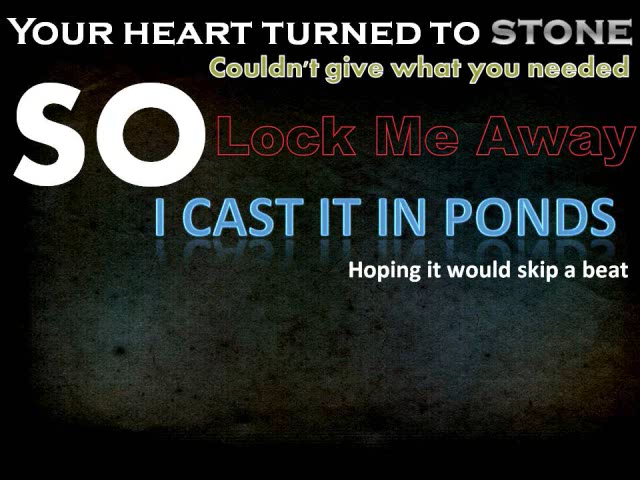 YOUR HEART TURNED TO STONE
Couldn't give what you needed
SO Lock Me Away
I CAST IT IN PONDS
Hoping it would skip a beat